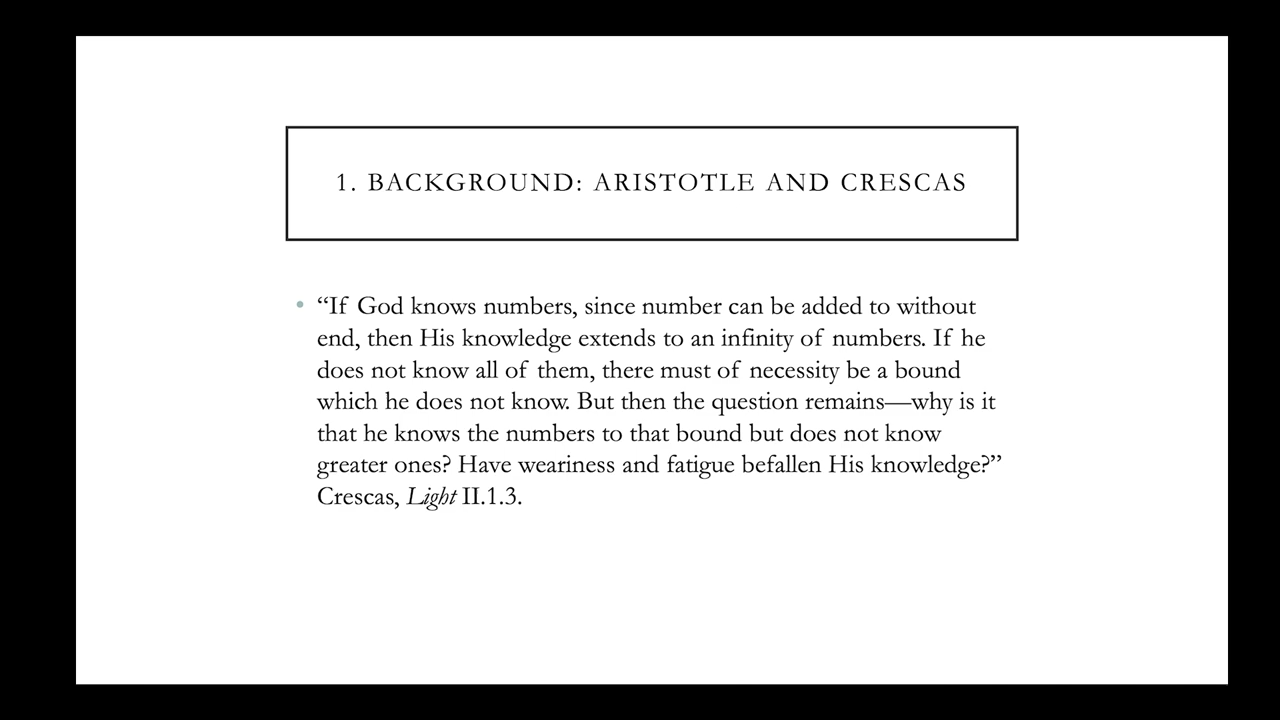 1. BACKGROUND: ARISTOTLE AND CRESCAS
• “If God knows numbers, since number can be added to without
end, then His knowledge extends to an infinity of numbers. If he
does not know all of them, there must of necessity be a bound
which he does not know. But then the question remains—why is it
that he knows the numbers to that bound but does not know
greater ones? Have weariness and fatigue befallen His knowledge?”
Crescas, Light II.1.3.